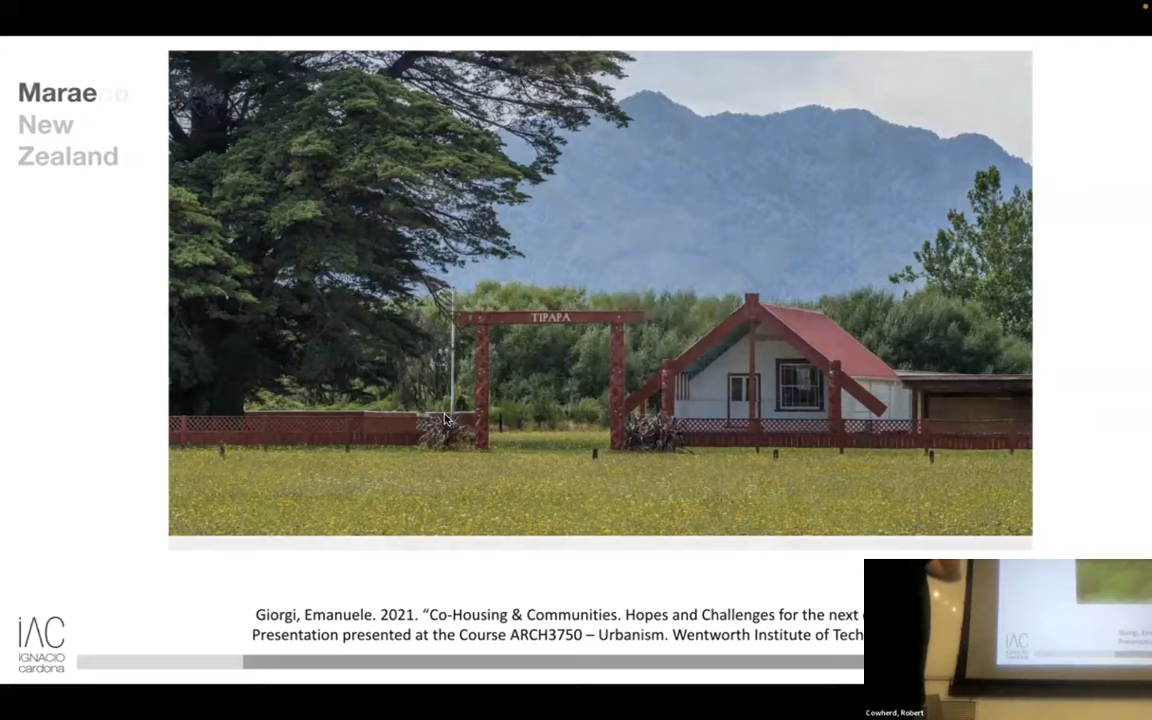 Marae
New
Zealand
TIPAPA
Giorgi, Emanuele. 2021. “Co-Housing & Communities. Hopes and Challenges for the next
Presentation presented at the Course ARCH3750 – Urbanism. Wentworth Institute of Tech
iAC
IGNACIO
cardona
iAC
Cowherd, Robert